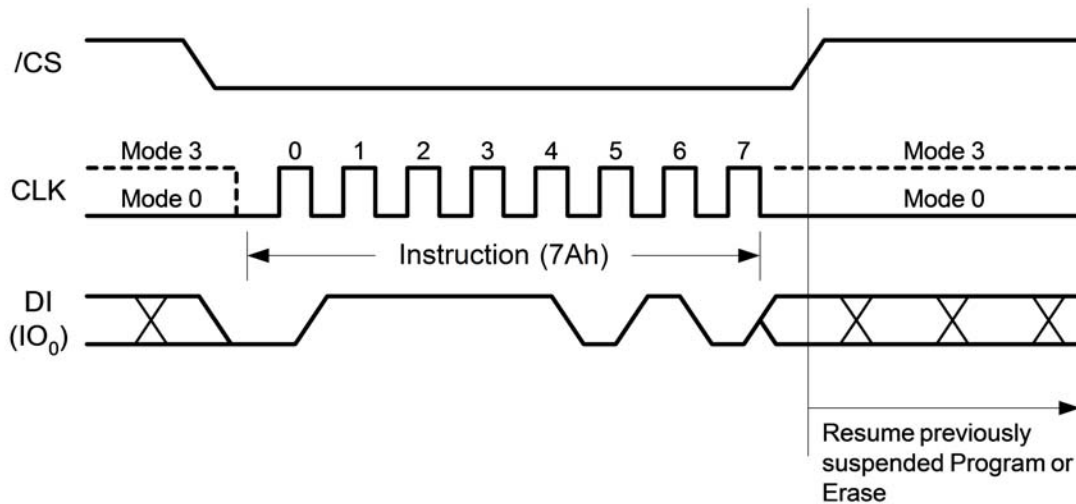 /CS
Mode 3
0 1 2 3 4 5 6 7
Mode 3
CLK
Mode 0
Mode 0
Instruction (7Ah)
DI
(IO₀)
Resume previously
suspended Program or
Erase